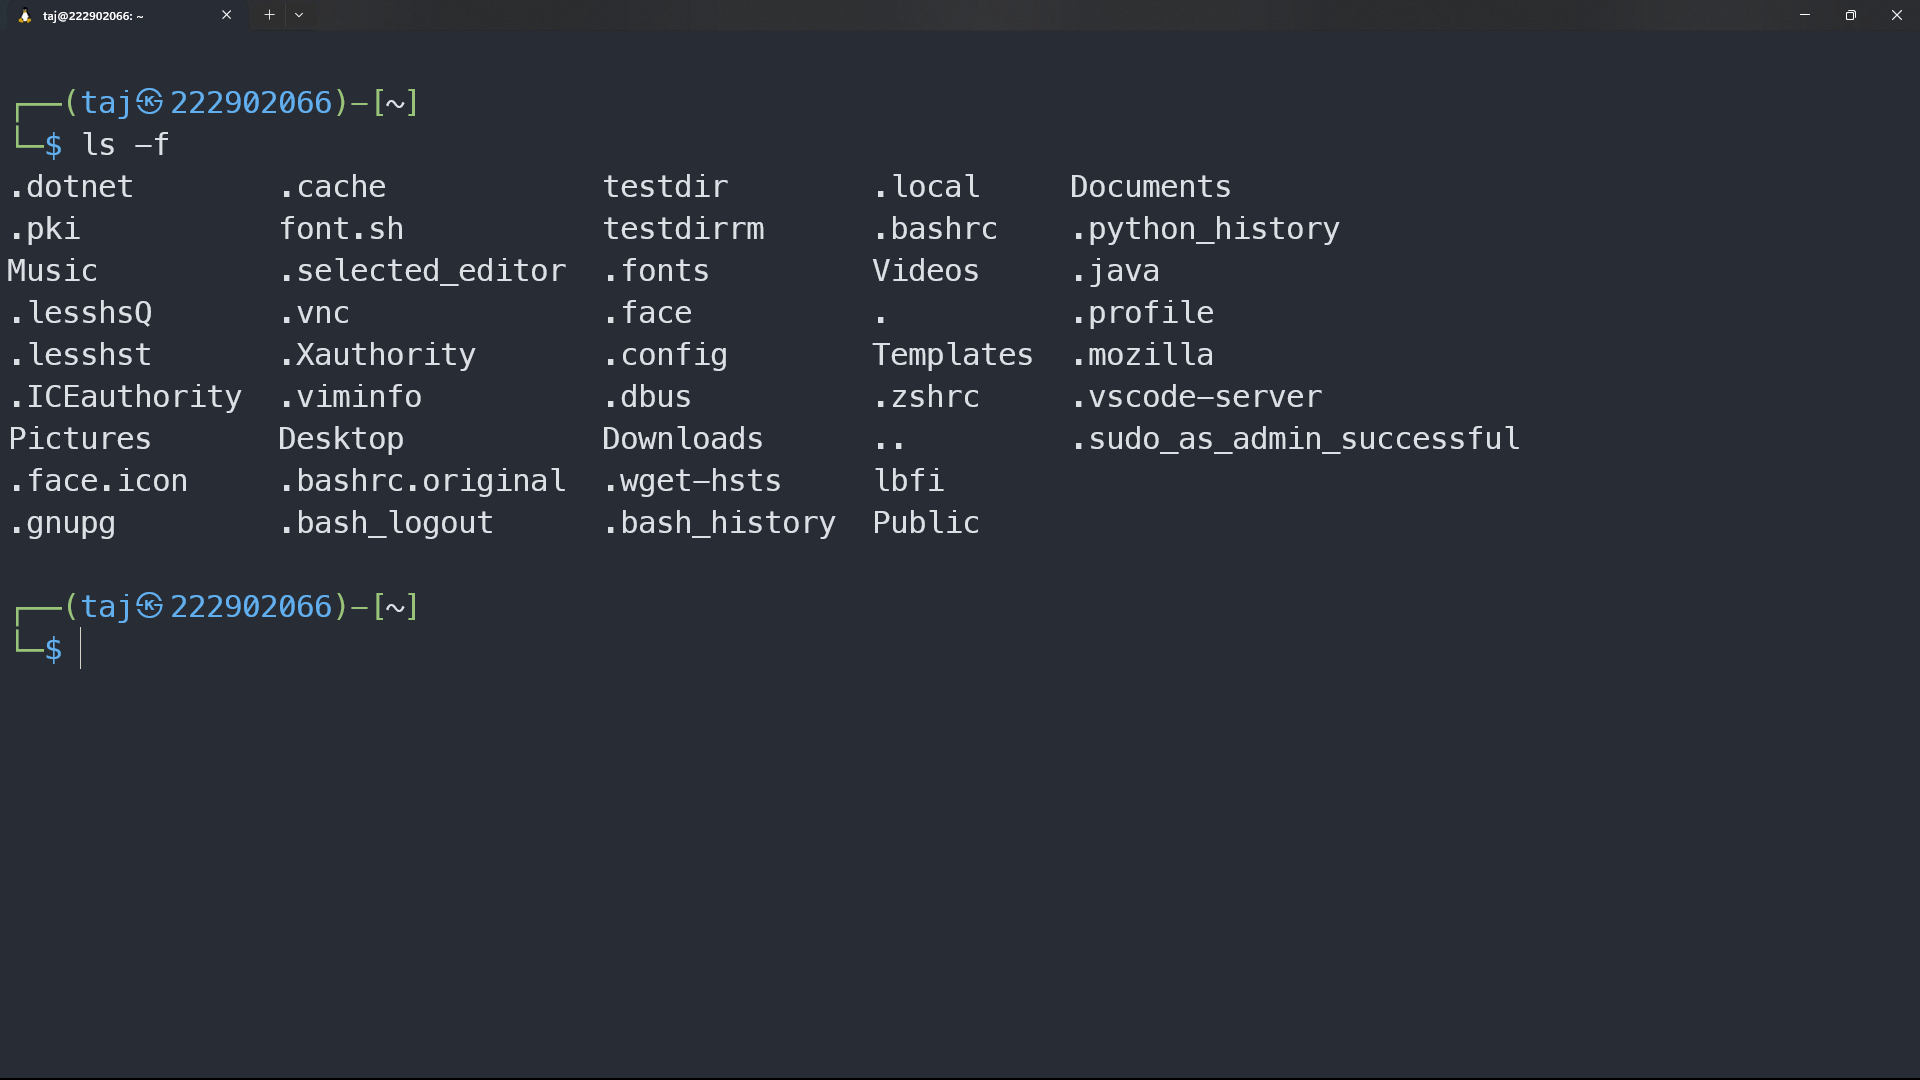 taj@222902066: ~
┌──(taj㉿222902066)-[~]
└─$ ls -f
.dotnet .cache testdir .local Documents
.pki font.sh testdirrm .bashrc .python_history
Music .selected_editor .fonts Videos .java
.lesshsQ .vnc .face . .profile
.lesshst .Xauthority .config Templates .mozilla
.ICEauthority .viminfo .dbus .zshrc .vscode-server
Pictures Desktop Downloads .. .sudo_as_admin_successful
.face.icon .bashrc.original .wget-hsts lbfi
.gnupg .bash_logout .bash_history Public
┌──(taj㉿222902066)-[~]
└─$